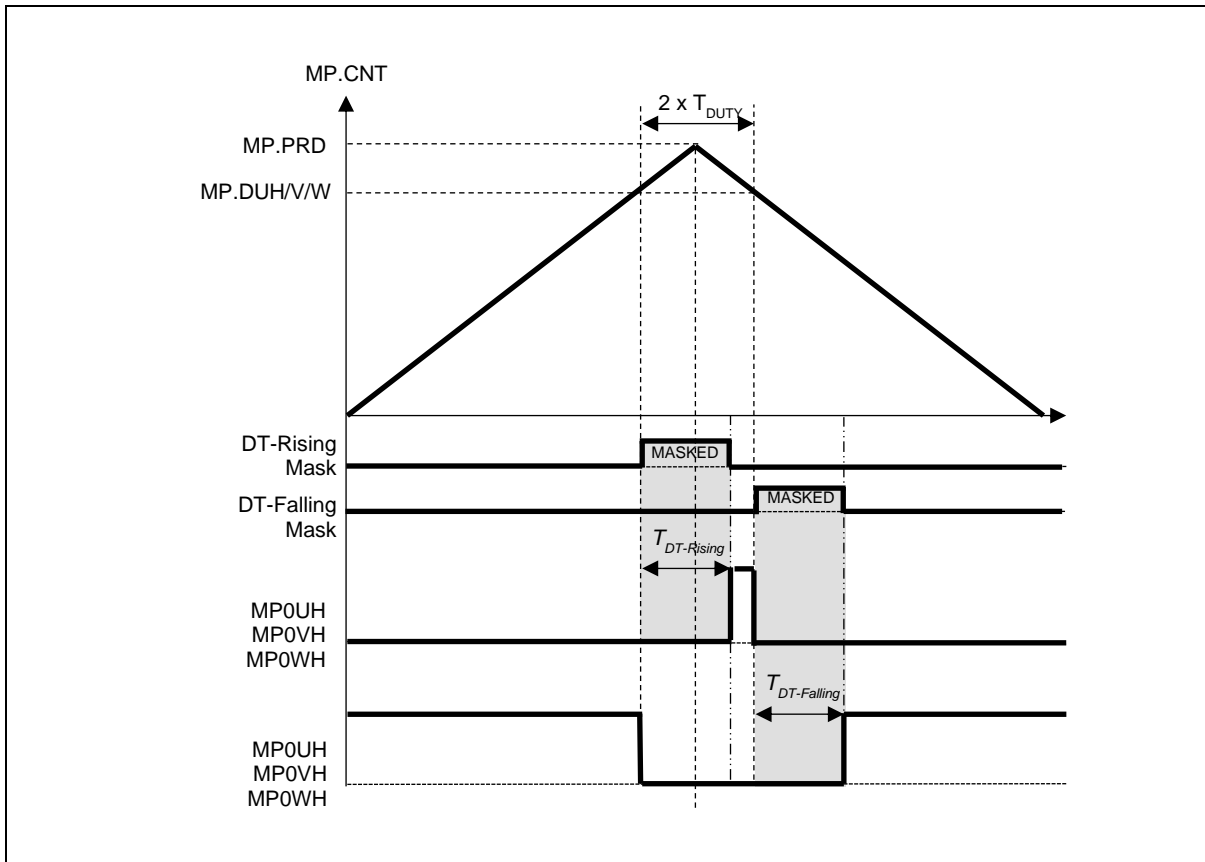 MP.CNT
2 x T_DUTY
MP.PRD
MP.DUH/V/W
DT-Rising
Mask
MASKED
DT-Falling
Mask
MASKED
T_DT-Rising
MP0UH
MP0VH
MP0WH
T_DT-Falling
MP0UH
MP0VH
MP0WH